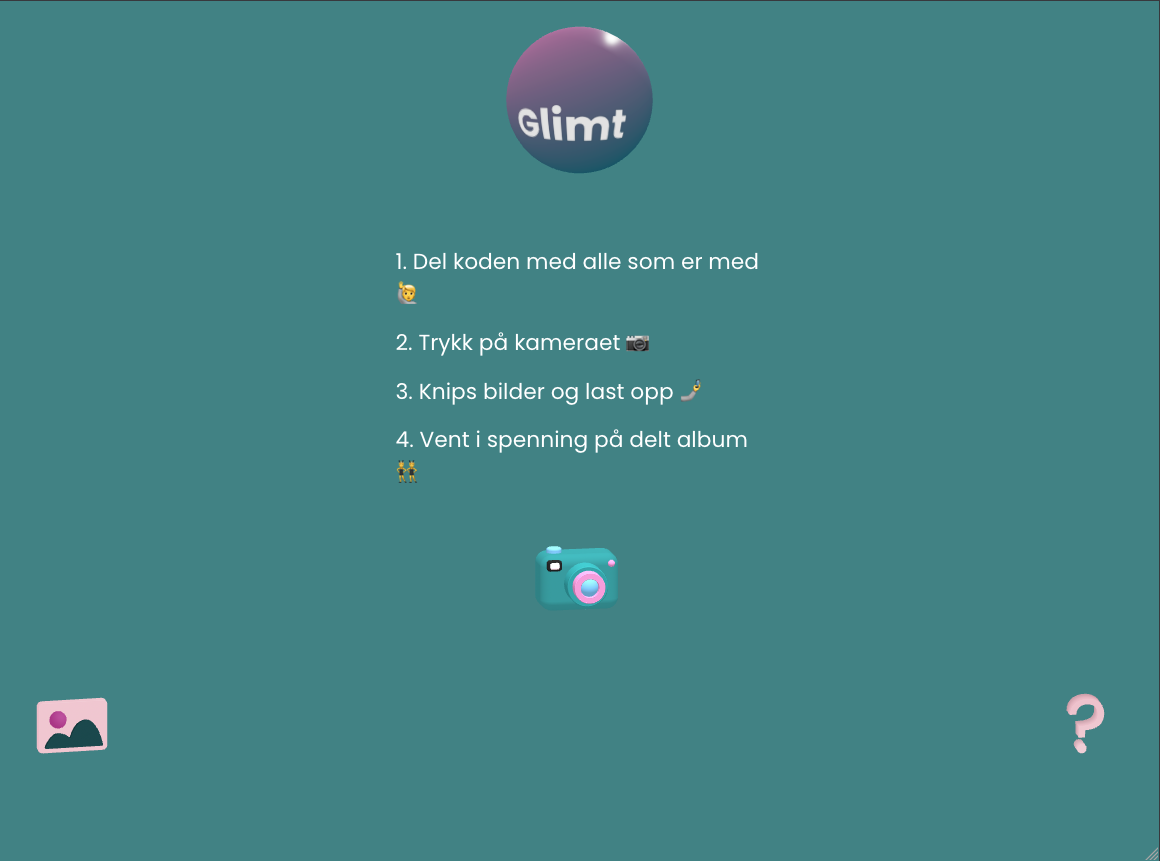 Glimt
1. Del koden med alle som er med
🙋
2. Trykk på kameraet 📷
3. Knips bilder og last opp 🤳
4. Vent i spenning på delt album
👯
?